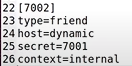 22 [7002]
23 type=friend
24 host=dynamic
25 secret=7001
26 context=internal